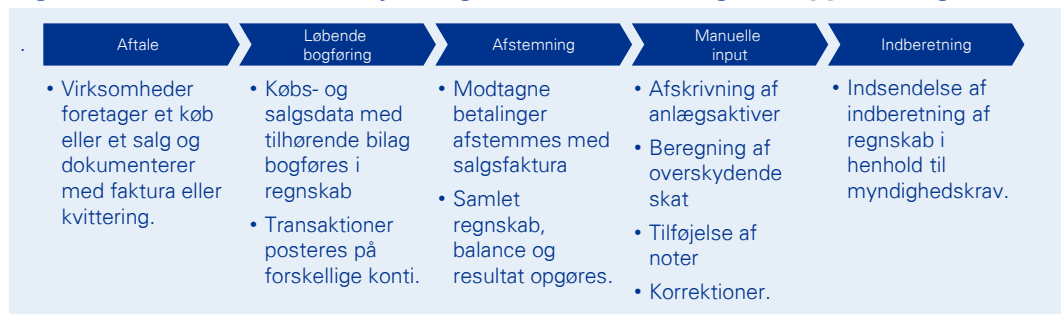 .
Aftale
Løbende
bogføring
Afstemning
Manuelle
input
Indberetning
• Virksomheder
foretager et køb
eller et salg og
dokumenterer
med faktura eller
kvittering.
• Købs- og
salgsdata med
tilhørende bilag
bogføres i
regnskab
• Transaktioner
posteres på
forskellige konti.
• Modtagne
betalinger
afstemmes med
salgsfaktura
• Samlet
regnskab,
balance og
resultat opgøres.
• Afskrivning af
anlægsaktiver
• Beregning af
overskydende
skat
• Tilføjelse af
noter
• Korrektioner.
• Indsendelse af
indberetning af
regnskab i
henhold til
myndighedskrav.